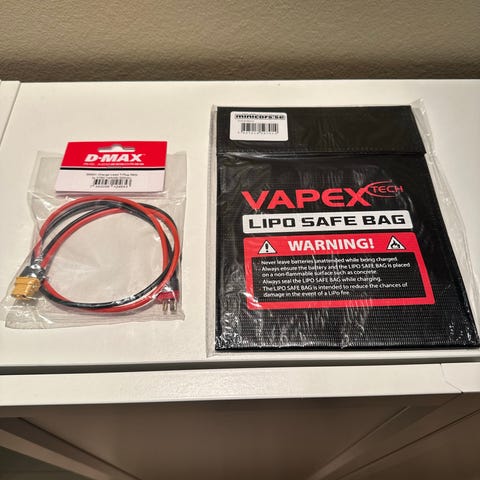 D-MAX
minicars.se
VAPEX
TECH
LIPO SAFE BAG
WARNING!
- Never leave batteries unattended while being charged.
- Always ensure the battery and the LIPO SAFE BAG is placed
on a non-flammable surface such as concrete.
- Always seal the LIPO SAFE BAG while charging.
- The LIPO SAFE BAG is intended to reduce the chances of
damage in the event of a LiPo fire.